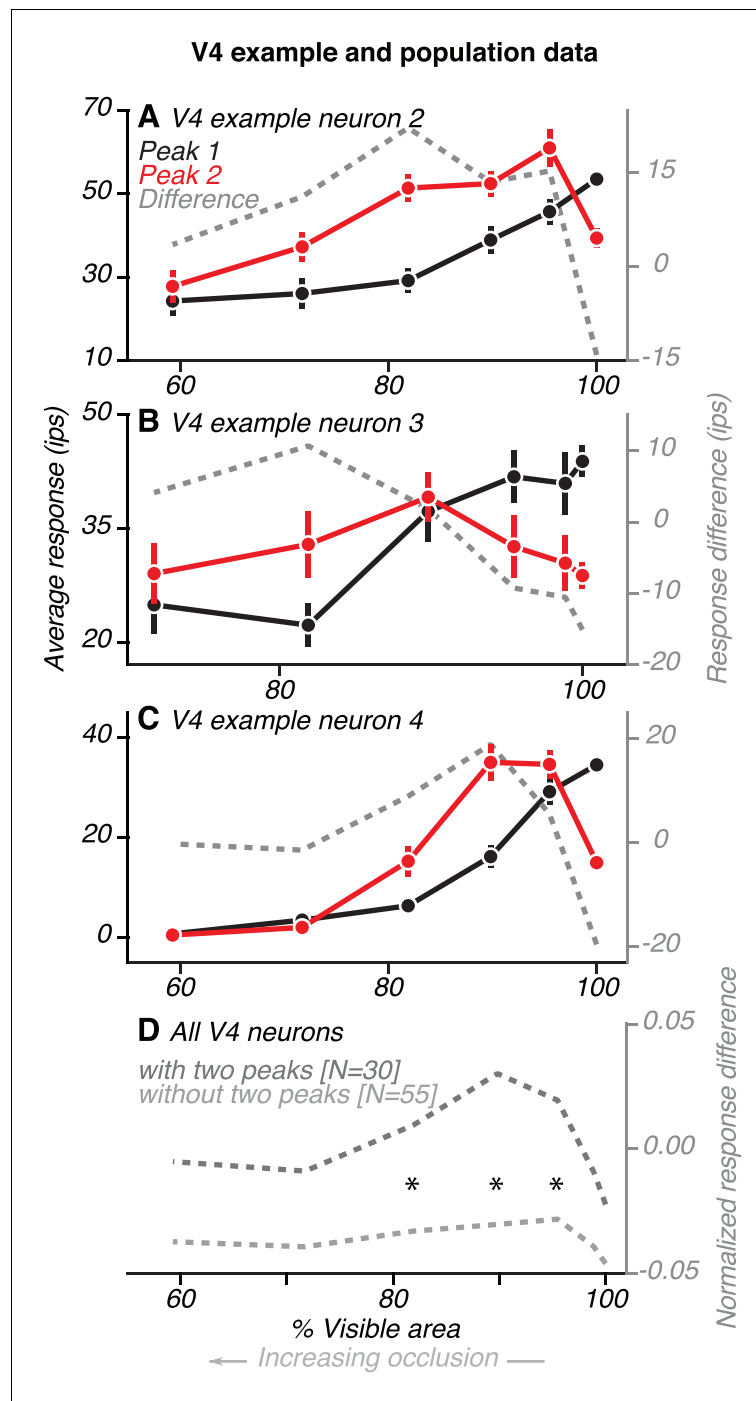 V4 example and population data
A V4 example neuron 2
Peak 1
Peak 2
Difference
70
50
30
10
15
0
-15
60
80
100
B V4 example neuron 3
50
35
20
10
0
-10
-20
80
100
Average response (ips)
Response difference (ips)
C V4 example neuron 4
40
20
0
20
0
-20
60
80
100
D All V4 neurons
with two peaks [N=30]
without two peaks [N=55]
* * *
0.05
0.00
-0.05
Normalized response difference
60
80
100
% Visible area
Increasing occlusion